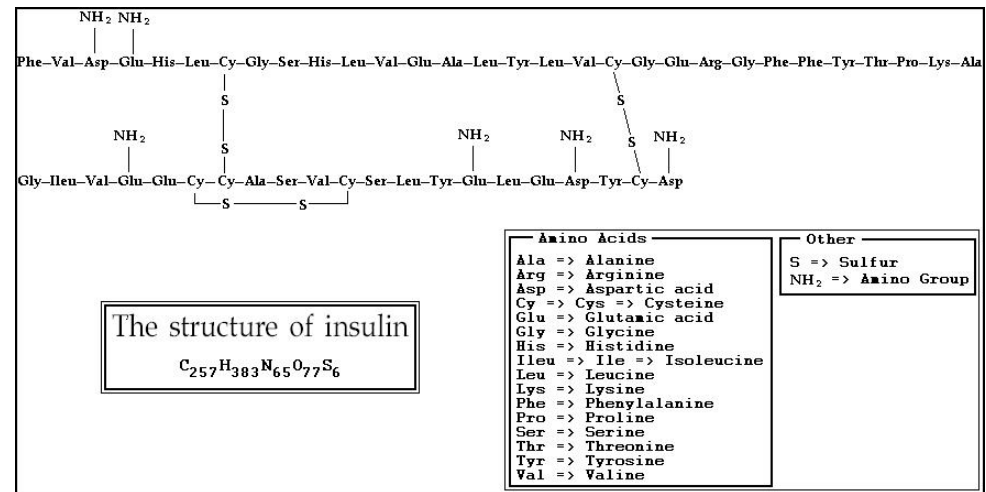 NH₂ NH₂
Phe–Val–Asp–Glu–His–Leu–Cy–Gly–Ser–His–Leu–Val–Glu–Ala–Leu–Tyr–Leu–Val–Cy–Gly–Glu–Arg–Gly–Phe–Phe–Tyr–Thr–Pro–Lys–Ala
S S
NH₂ S NH₂ NH₂ S NH₂
Gly–Ileu–Val–Glu–Glu–Cy–Cy–Ala–Ser–Val–Cy–Ser–Leu–Tyr–Glu–Leu–Glu–Asp–Tyr–Cy–Asp
S S
Amino Acids
Ala => Alanine
Arg => Arginine
Asp => Aspartic acid
Cy => Cys => Cysteine
Glu => Glutamic acid
Gly => Glycine
His => Histidine
Ileu => Ile => Isoleucine
Leu => Leucine
Lys => Lysine
Phe => Phenylalanine
Pro => Proline
Ser => Serine
Thr => Threonine
Tyr => Tyrosine
Val => Valine
Other
S => Sulfur
NH₂ => Amino Group
The structure of insulin
C₂₅₇H₃₈₃N₆₅O₇₇S₆